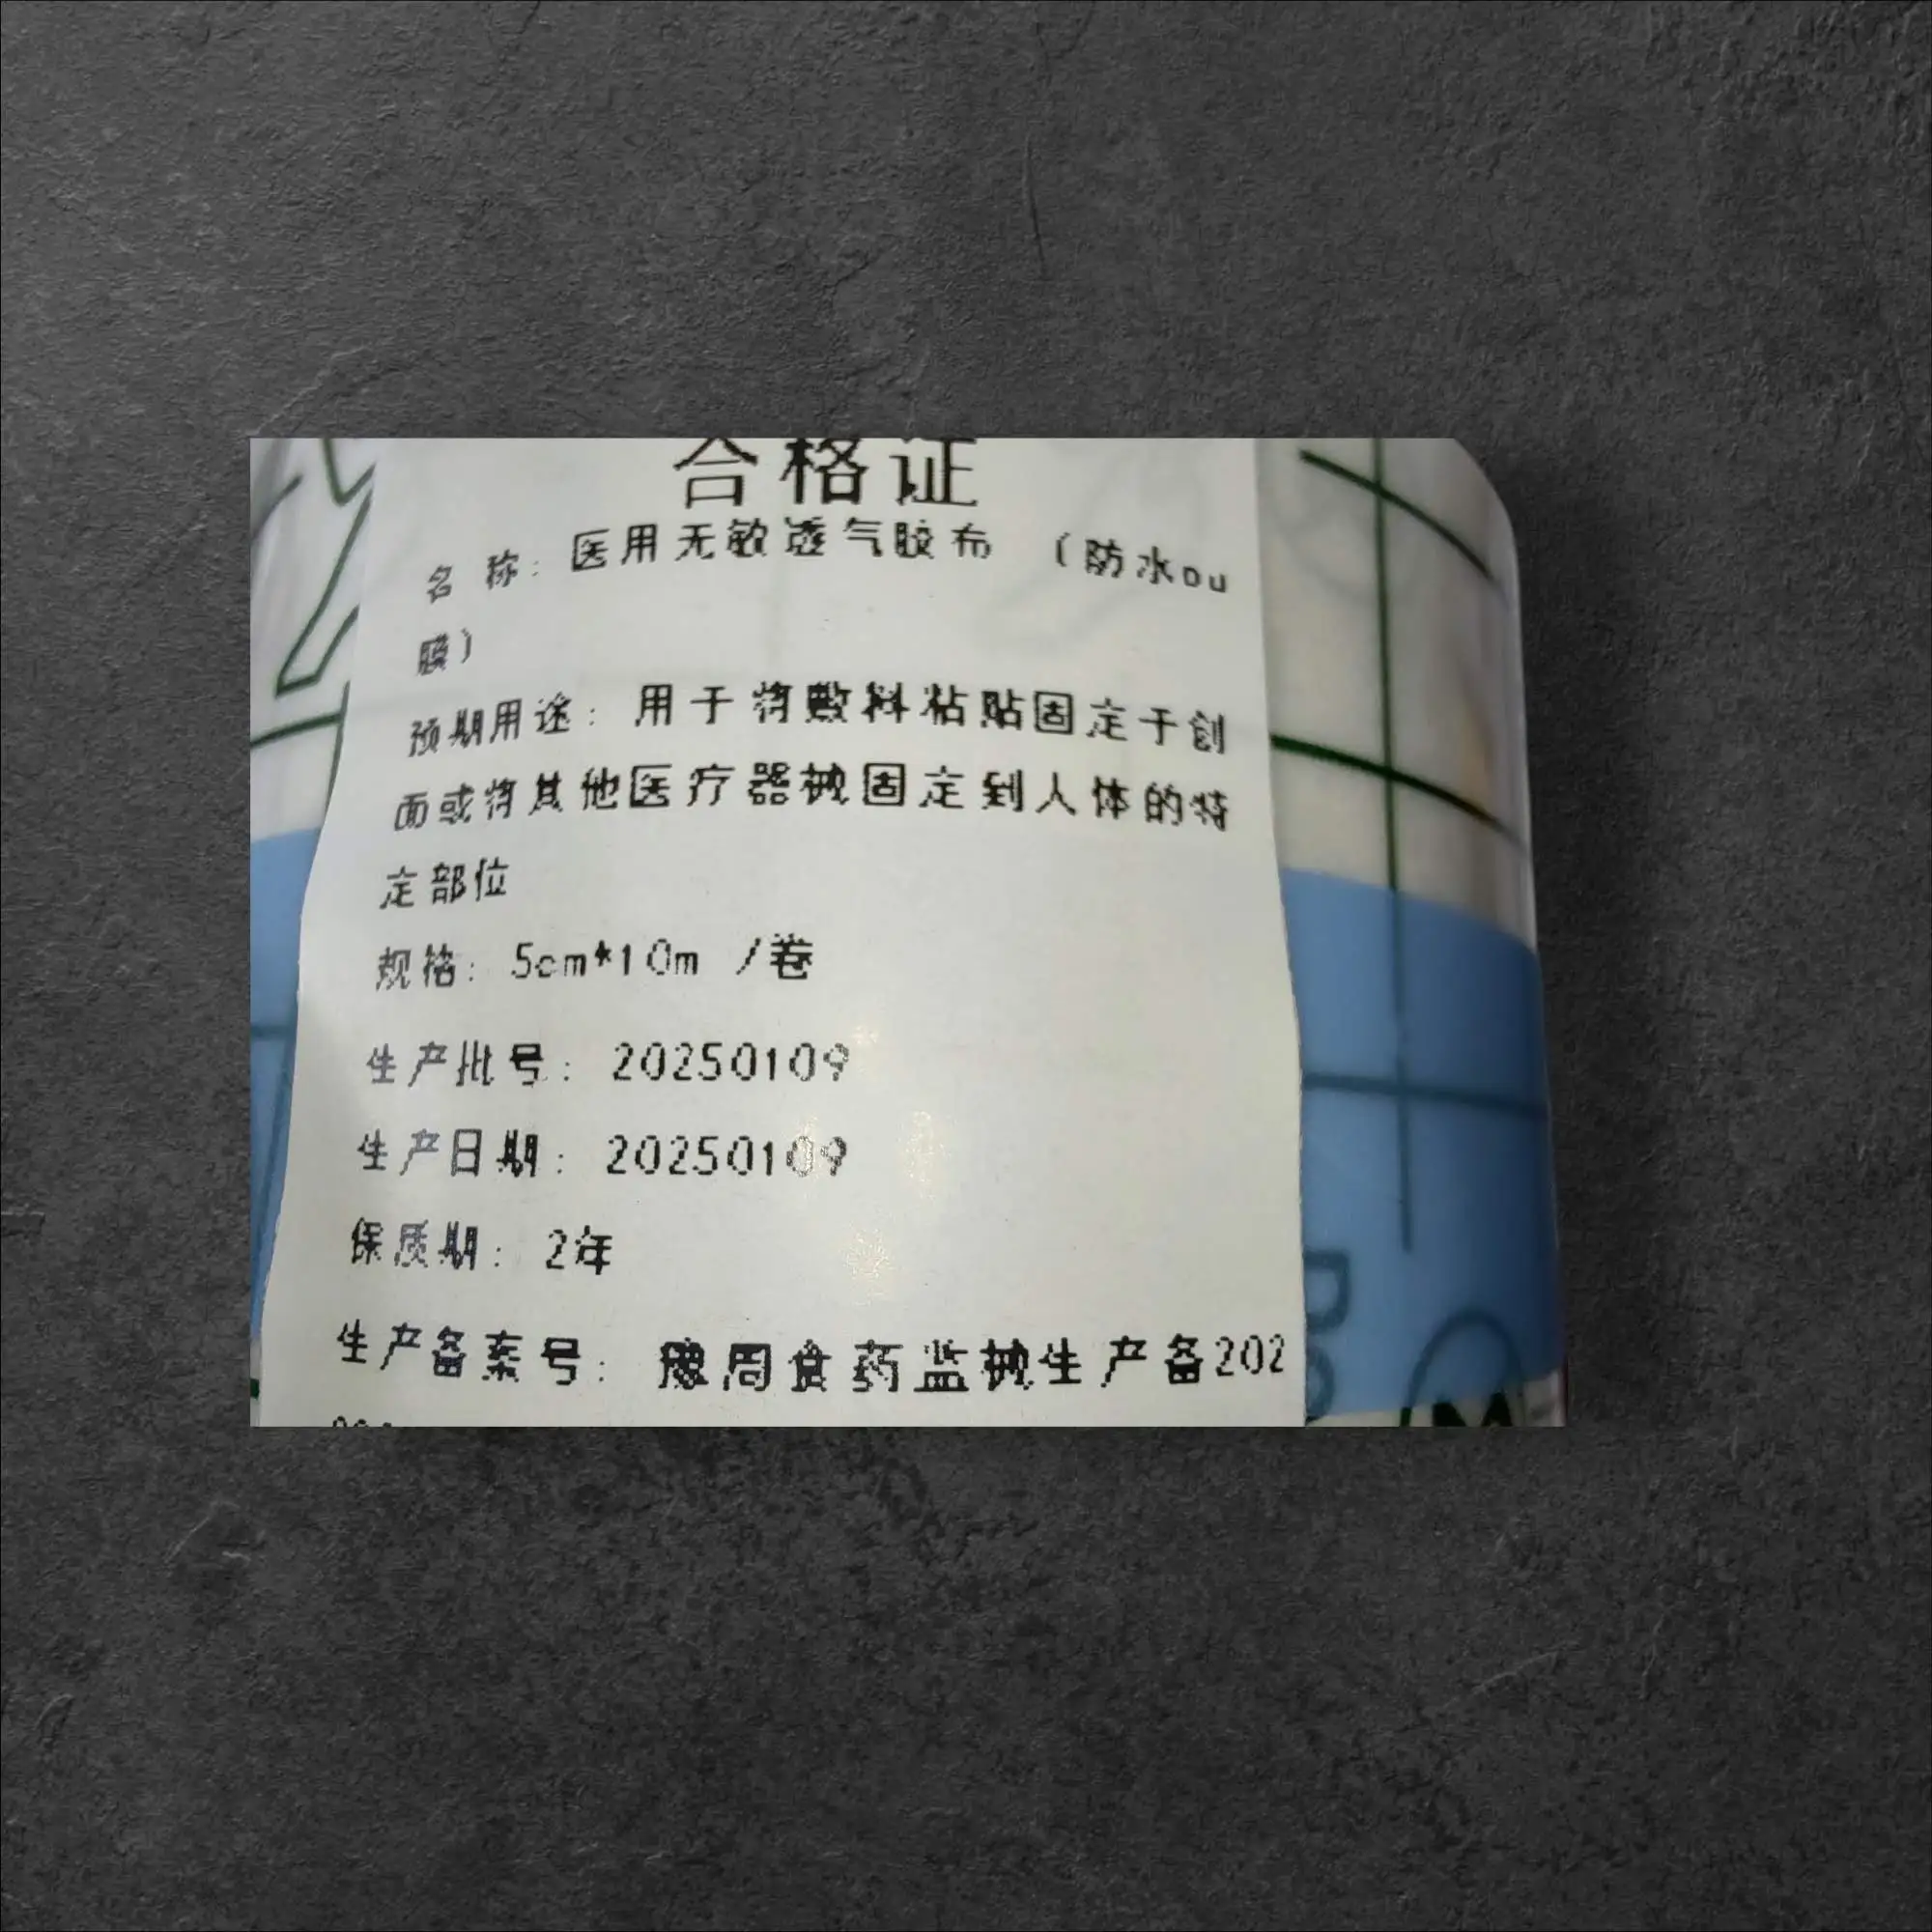 合格证
名 称：医用无敏透气胶布 （防水pu
膜）
预期用途：用于将敷料粘贴固定于创
面或将其他医疗器械固定到人体的特
定部位
规格：5cm*10m /卷
生产批号：20250109
生产日期：20250109
保质期：2年
生产备案号：豫周食药监械生产备202